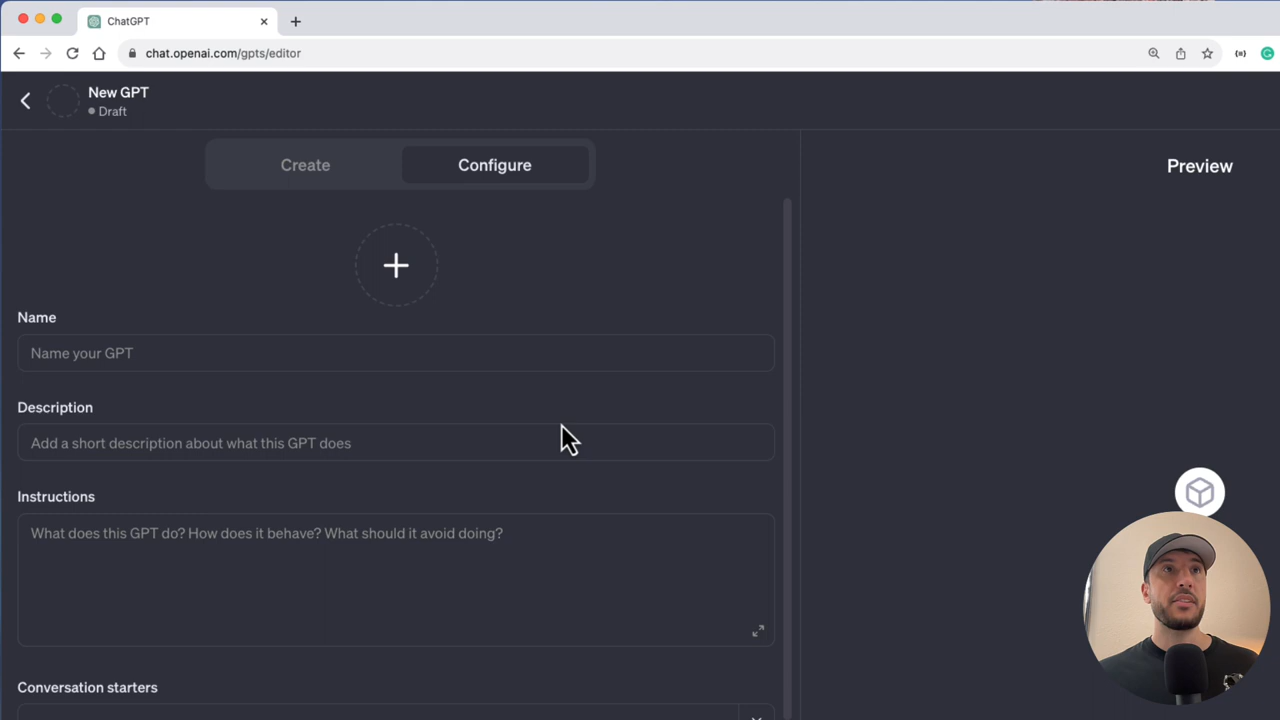 ChatGPT
chat.openai.com/gpts/editor
New GPT
Draft
Create
Configure
Preview
Name
Name your GPT
Description
Add a short description about what this GPT does
Instructions
What does this GPT do? How does it behave? What should it avoid doing?
Conversation starters